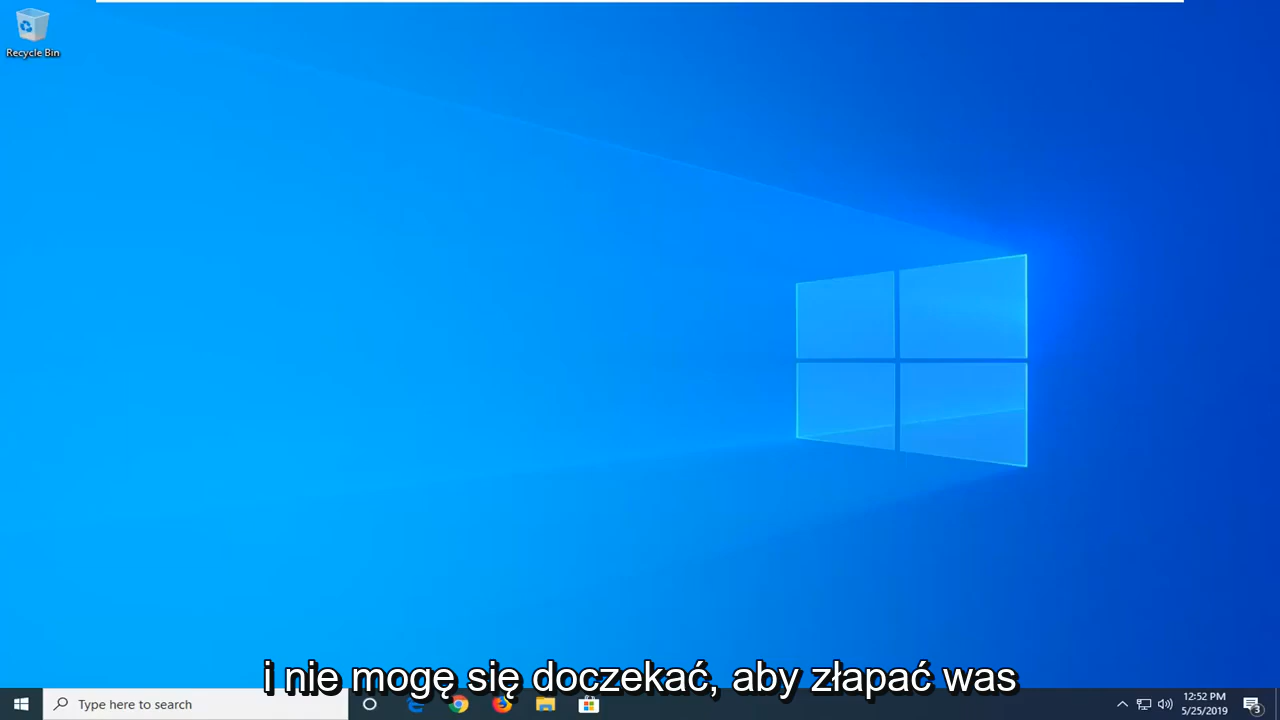 Recycle Bin
i nie mogę się doczekać, aby złapać was
Type here to search
12:52 PM
5/25/2019
3